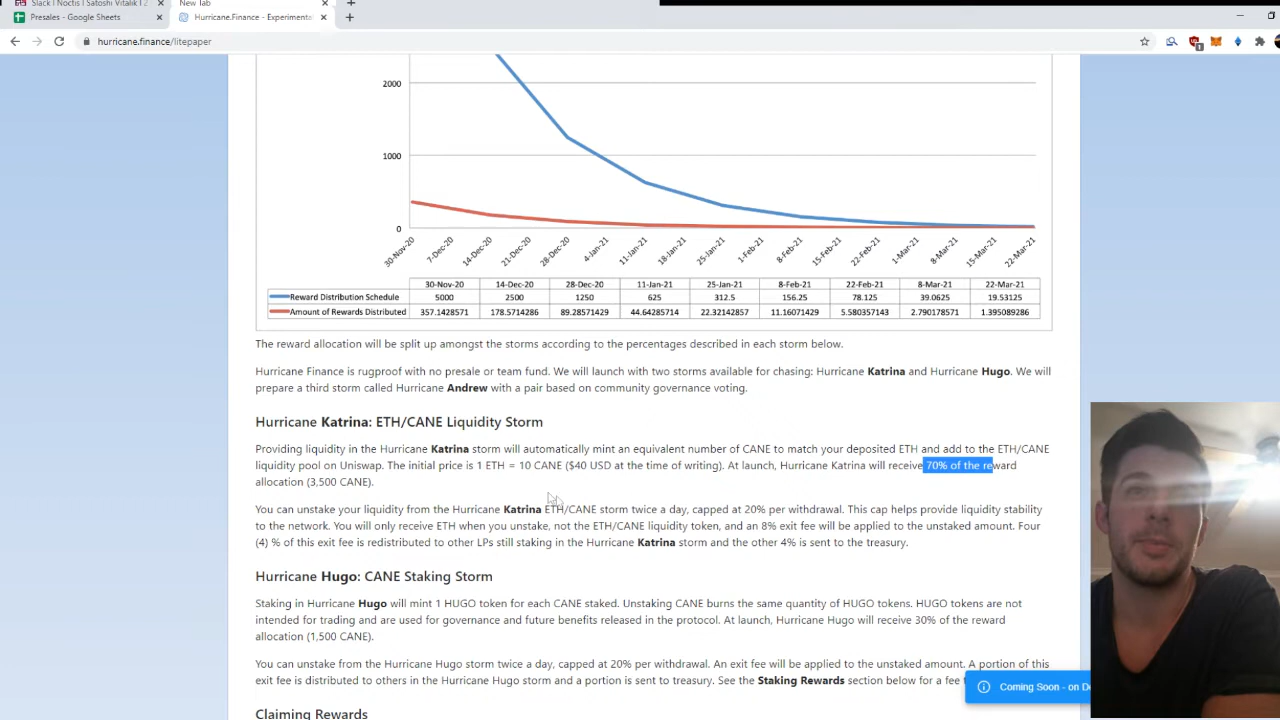 Slack | Noctis | Satoshi Vitalik | 2
New Tab
Presales - Google Sheets
Hurricane.Finance - Experimenta
hurricane.finance/litepaper
2000
1000
0
30-Nov-20 7-Dec-20 14-Dec-20 21-Dec-20 28-Dec-20 4-Jan-21 11-Jan-21 18-Jan-21 25-Jan-21 1-Feb-21 8-Feb-21 15-Feb-21 22-Feb-21 1-Mar-21 8-Mar-21 15-Mar-21 22-Mar-21
30-Nov-20 14-Dec-20 28-Dec-20 11-Jan-21 25-Jan-21 8-Feb-21 22-Feb-21 8-Mar-21 22-Mar-21
Reward Distribution Schedule 5000 2500 1250 625 312.5 156.25 78.125 39.0625 19.53125
Amount of Rewards Distributed 357.1428571 178.5714286 89.28571429 44.64285714 22.32142857 11.16071429 5.580357143 2.790178571 1.395089286
The reward allocation will be split up amongst the storms according to the percentages described in each storm below.
Hurricane Finance is rugproof with no presale or team fund. We will launch with two storms available for chasing: Hurricane Katrina and Hurricane Hugo. We will
prepare a third storm called Hurricane Andrew with a pair based on community governance voting.
Hurricane Katrina: ETH/CANE Liquidity Storm
Providing liquidity in the Hurricane Katrina storm will automatically mint an equivalent number of CANE to match your deposited ETH and add to the ETH/CANE
liquidity pool on Uniswap. The initial price is 1 ETH = 10 CANE ($40 USD at the time of writing). At launch, Hurricane Katrina will receive 70% of the reward
allocation (3,500 CANE).
You can unstake your liquidity from the Hurricane Katrina ETH/CANE storm twice a day, capped at 20% per withdrawal. This cap helps provide liquidity stability
to the network. You will only receive ETH when you unstake, not the ETH/CANE liquidity token, and an 8% exit fee will be applied to the unstaked amount. Four
(4) % of this exit fee is redistributed to other LPs still staking in the Hurricane Katrina storm and the other 4% is sent to the treasury.
Hurricane Hugo: CANE Staking Storm
Staking in Hurricane Hugo will mint 1 HUGO token for each CANE staked. Unstaking CANE burns the same quantity of HUGO tokens. HUGO tokens are not
intended for trading and are used for governance and future benefits released in the protocol. At launch, Hurricane Hugo will receive 30% of the reward
allocation (1,500 CANE).
You can unstake from the Hurricane Hugo storm twice a day, capped at 20% per withdrawal. An exit fee will be applied to the unstaked amount. A portion of this
exit fee is distributed to others in the Hurricane Hugo storm and a portion is sent to treasury. See the Staking Rewards section below for a fee
Coming Soon - on D
Claiming Rewards